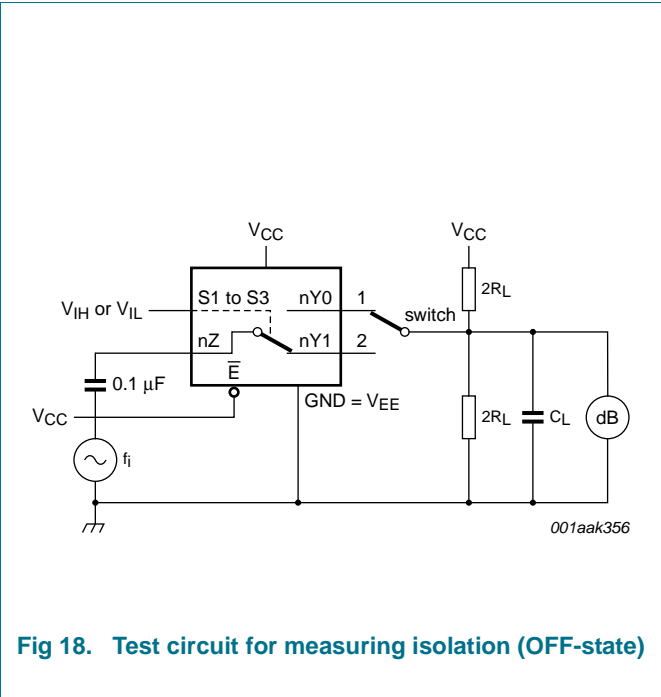 VCC
VCC
S1 to S3
nY0
1
2RL
VIH or VIL
switch
nZ
nY1
2
E̅
0.1 μF
GND = VEE
VCC
2RL
CL
dB
fi
001aak356
Fig 18. Test circuit for measuring isolation (OFF-state)